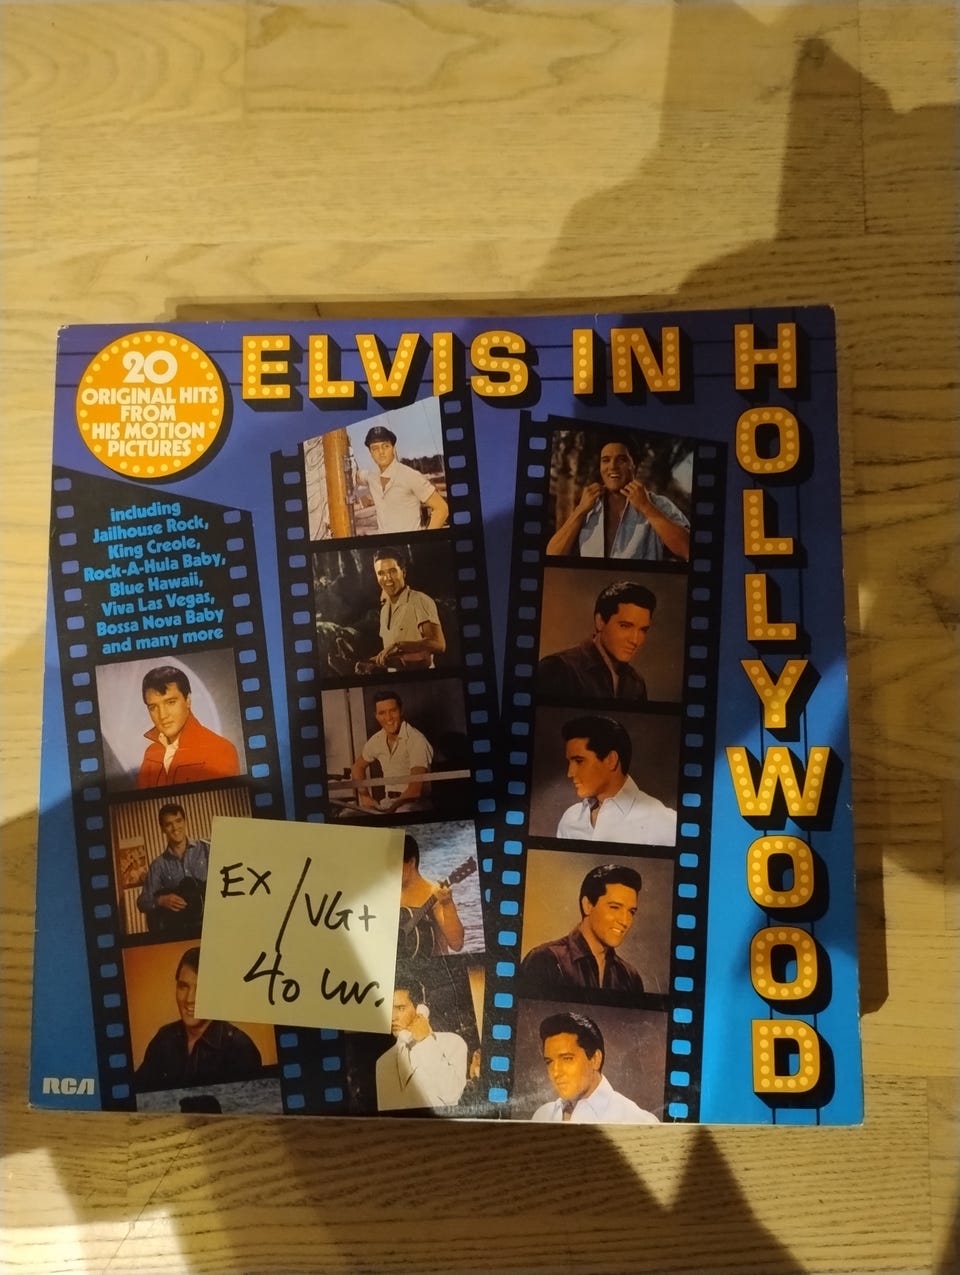 ELVIS IN
HOLLYWOOD
20
ORIGINAL HITS
FROM
HIS MOTION
PICTURES
including
Jailhouse Rock,
King Creole,
Rock-A-Hula Baby,
Blue Hawaii,
Viva Las Vegas,
Bossa Nova Baby
and many more
EX/VG+
40 kr.
RCA